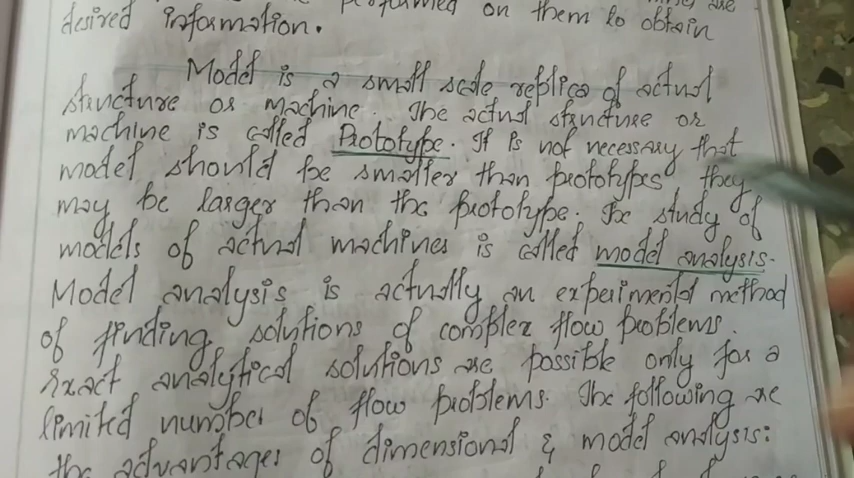 performed on them to obtain
desired information.
Model is a small scale replica of actual
structure or machine. The actual structure or
machine is called Prototype. It is not necessary that
model should be smaller than prototypes they
may be larger than the prototype. The study of
models of actual machines is called model analysis.
Model analysis is actually an experimental method
of finding solutions of complex flow problems.
Exact analytical solutions are possible only for a
limited number of flow problems. The following are
the advantages of dimensional & model analysis: